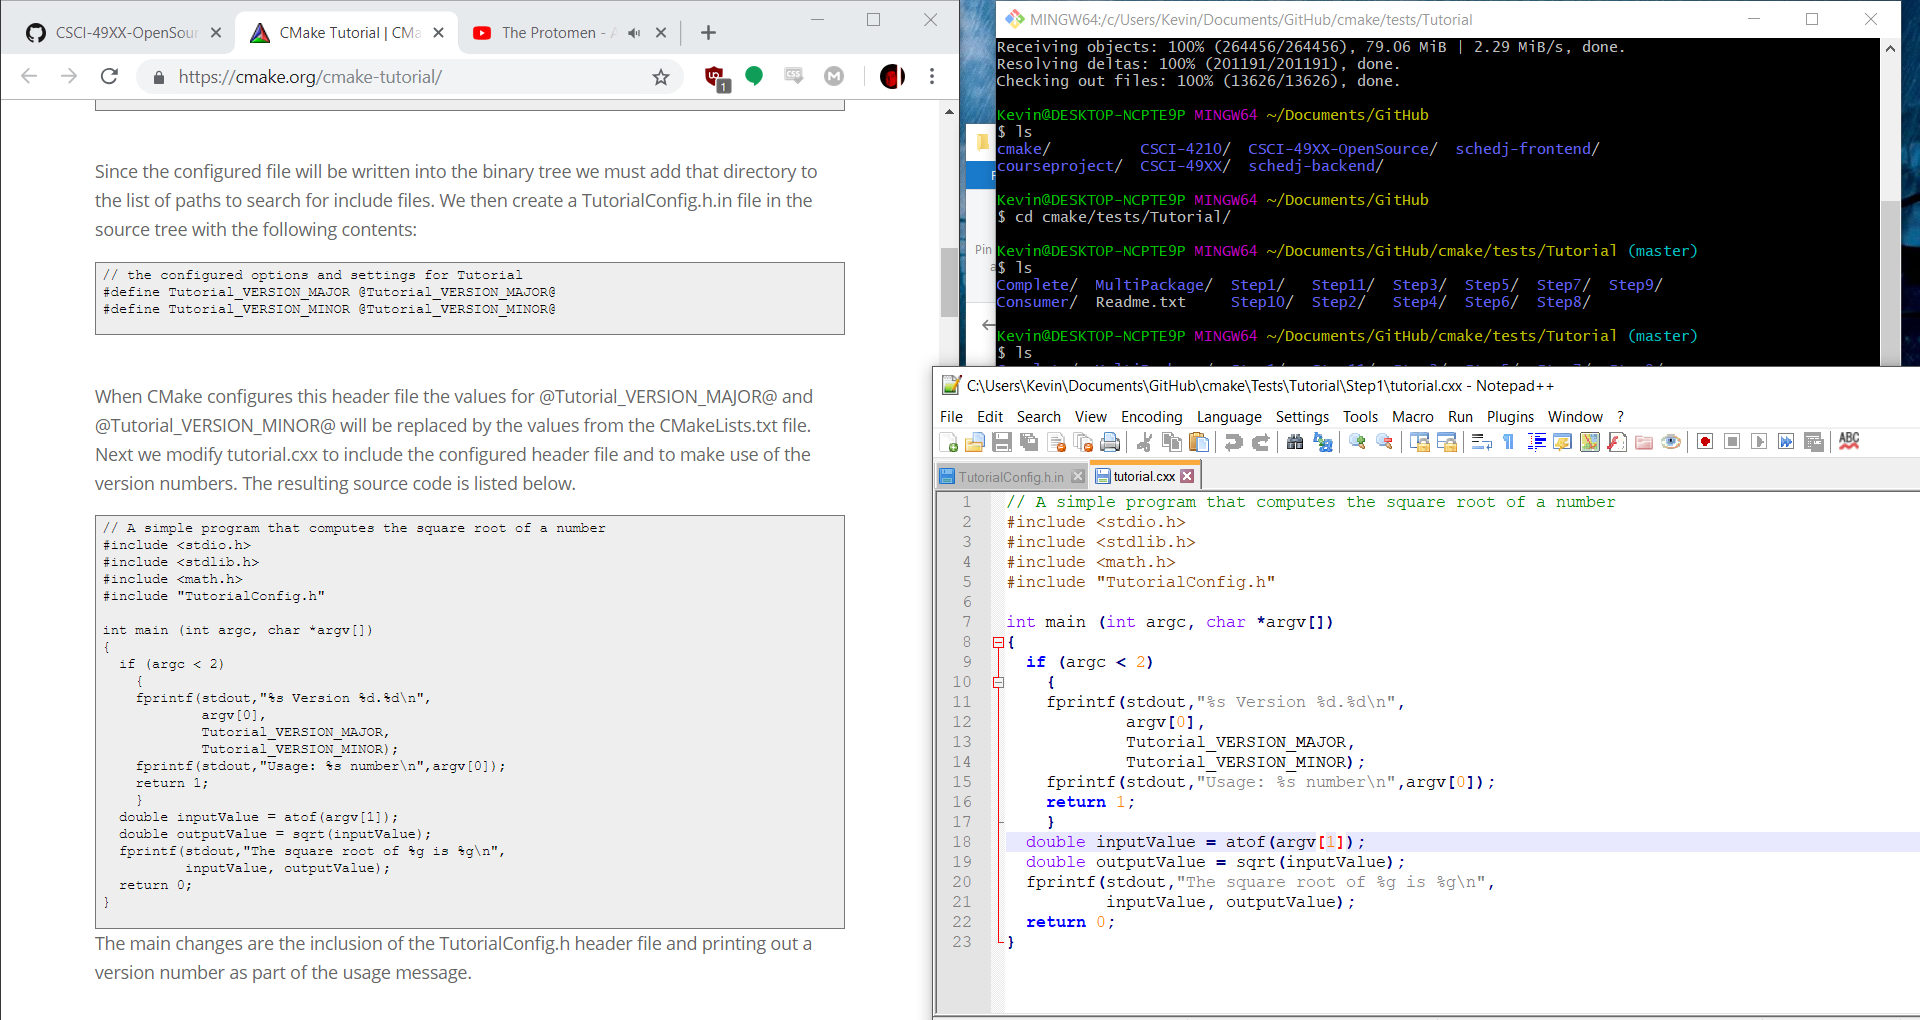 CSCI-49XX-OpenSour
CMake Tutorial | CMa
The Protomen - A
https://cmake.org/cmake-tutorial/
1
CSS
Since the configured file will be written into the binary tree we must add that directory to
the list of paths to search for include files. We then create a TutorialConfig.h.in file in the
source tree with the following contents:
// the configured options and settings for Tutorial
#define Tutorial_VERSION_MAJOR @Tutorial_VERSION_MAJOR@
#define Tutorial_VERSION_MINOR @Tutorial_VERSION_MINOR@
When CMake configures this header file the values for @Tutorial_VERSION_MAJOR@ and
@Tutorial_VERSION_MINOR@ will be replaced by the values from the CMakeLists.txt file.
Next we modify tutorial.cxx to include the configured header file and to make use of the
version numbers. The resulting source code is listed below.
// A simple program that computes the square root of a number
#include <stdio.h>
#include <stdlib.h>
#include <math.h>
#include "TutorialConfig.h"
int main (int argc, char *argv[])
{
if (argc < 2)
{
fprintf(stdout,"%s Version %d.%d\n",
argv[0],
Tutorial_VERSION_MAJOR,
Tutorial_VERSION_MINOR);
fprintf(stdout,"Usage: %s number\n",argv[0]);
return 1;
}
double inputValue = atof(argv[1]);
double outputValue = sqrt(inputValue);
fprintf(stdout,"The square root of %g is %g\n",
inputValue, outputValue);
return 0;
}
The main changes are the inclusion of the TutorialConfig.h header file and printing out a
version number as part of the usage message.
MINGW64:/c/Users/Kevin/Documents/GitHub/cmake/tests/Tutorial
Receiving objects: 100% (264456/264456), 79.06 MiB | 2.29 MiB/s, done.
Resolving deltas: 100% (201191/201191), done.
Checking out files: 100% (13626/13626), done.
Kevin@DESKTOP-NCPTE9P MINGW64 ~/Documents/GitHub
$ ls
cmake/ CSCI-4210/ CSCI-49XX-OpenSource/ schedj-frontend/
courseproject/ CSCI-49XX/ schedj-backend/
Kevin@DESKTOP-NCPTE9P MINGW64 ~/Documents/GitHub
$ cd cmake/tests/Tutorial/
Kevin@DESKTOP-NCPTE9P MINGW64 ~/Documents/GitHub/cmake/tests/Tutorial (master)
$ ls
Complete/ MultiPackage/ Step1/ Step11/ Step3/ Step5/ Step7/ Step9/
Consumer/ Readme.txt Step10/ Step2/ Step4/ Step6/ Step8/
Kevin@DESKTOP-NCPTE9P MINGW64 ~/Documents/GitHub/cmake/tests/Tutorial (master)
$ ls
Pin
C:\Users\Kevin\Documents\GitHub\cmake\Tests\Tutorial\Step1\tutorial.cxx - Notepad++
File Edit Search View Encoding Language Settings Tools Macro Run Plugins Window ?
ABC
TutorialConfig.h.in tutorial.cxx
1 // A simple program that computes the square root of a number
2 #include <stdio.h>
3 #include <stdlib.h>
4 #include <math.h>
5 #include "TutorialConfig.h"
6
7 int main (int argc, char *argv[])
8 {
9 if (argc < 2)
10 {
11 fprintf(stdout,"%s Version %d.%d\n",
12 argv[0],
13 Tutorial_VERSION_MAJOR,
14 Tutorial_VERSION_MINOR);
15 fprintf(stdout,"Usage: %s number\n",argv[0]);
16 return 1;
17 }
18 double inputValue = atof(argv[1]);
19 double outputValue = sqrt(inputValue);
20 fprintf(stdout,"The square root of %g is %g\n",
21 inputValue, outputValue);
22 return 0;
23 }